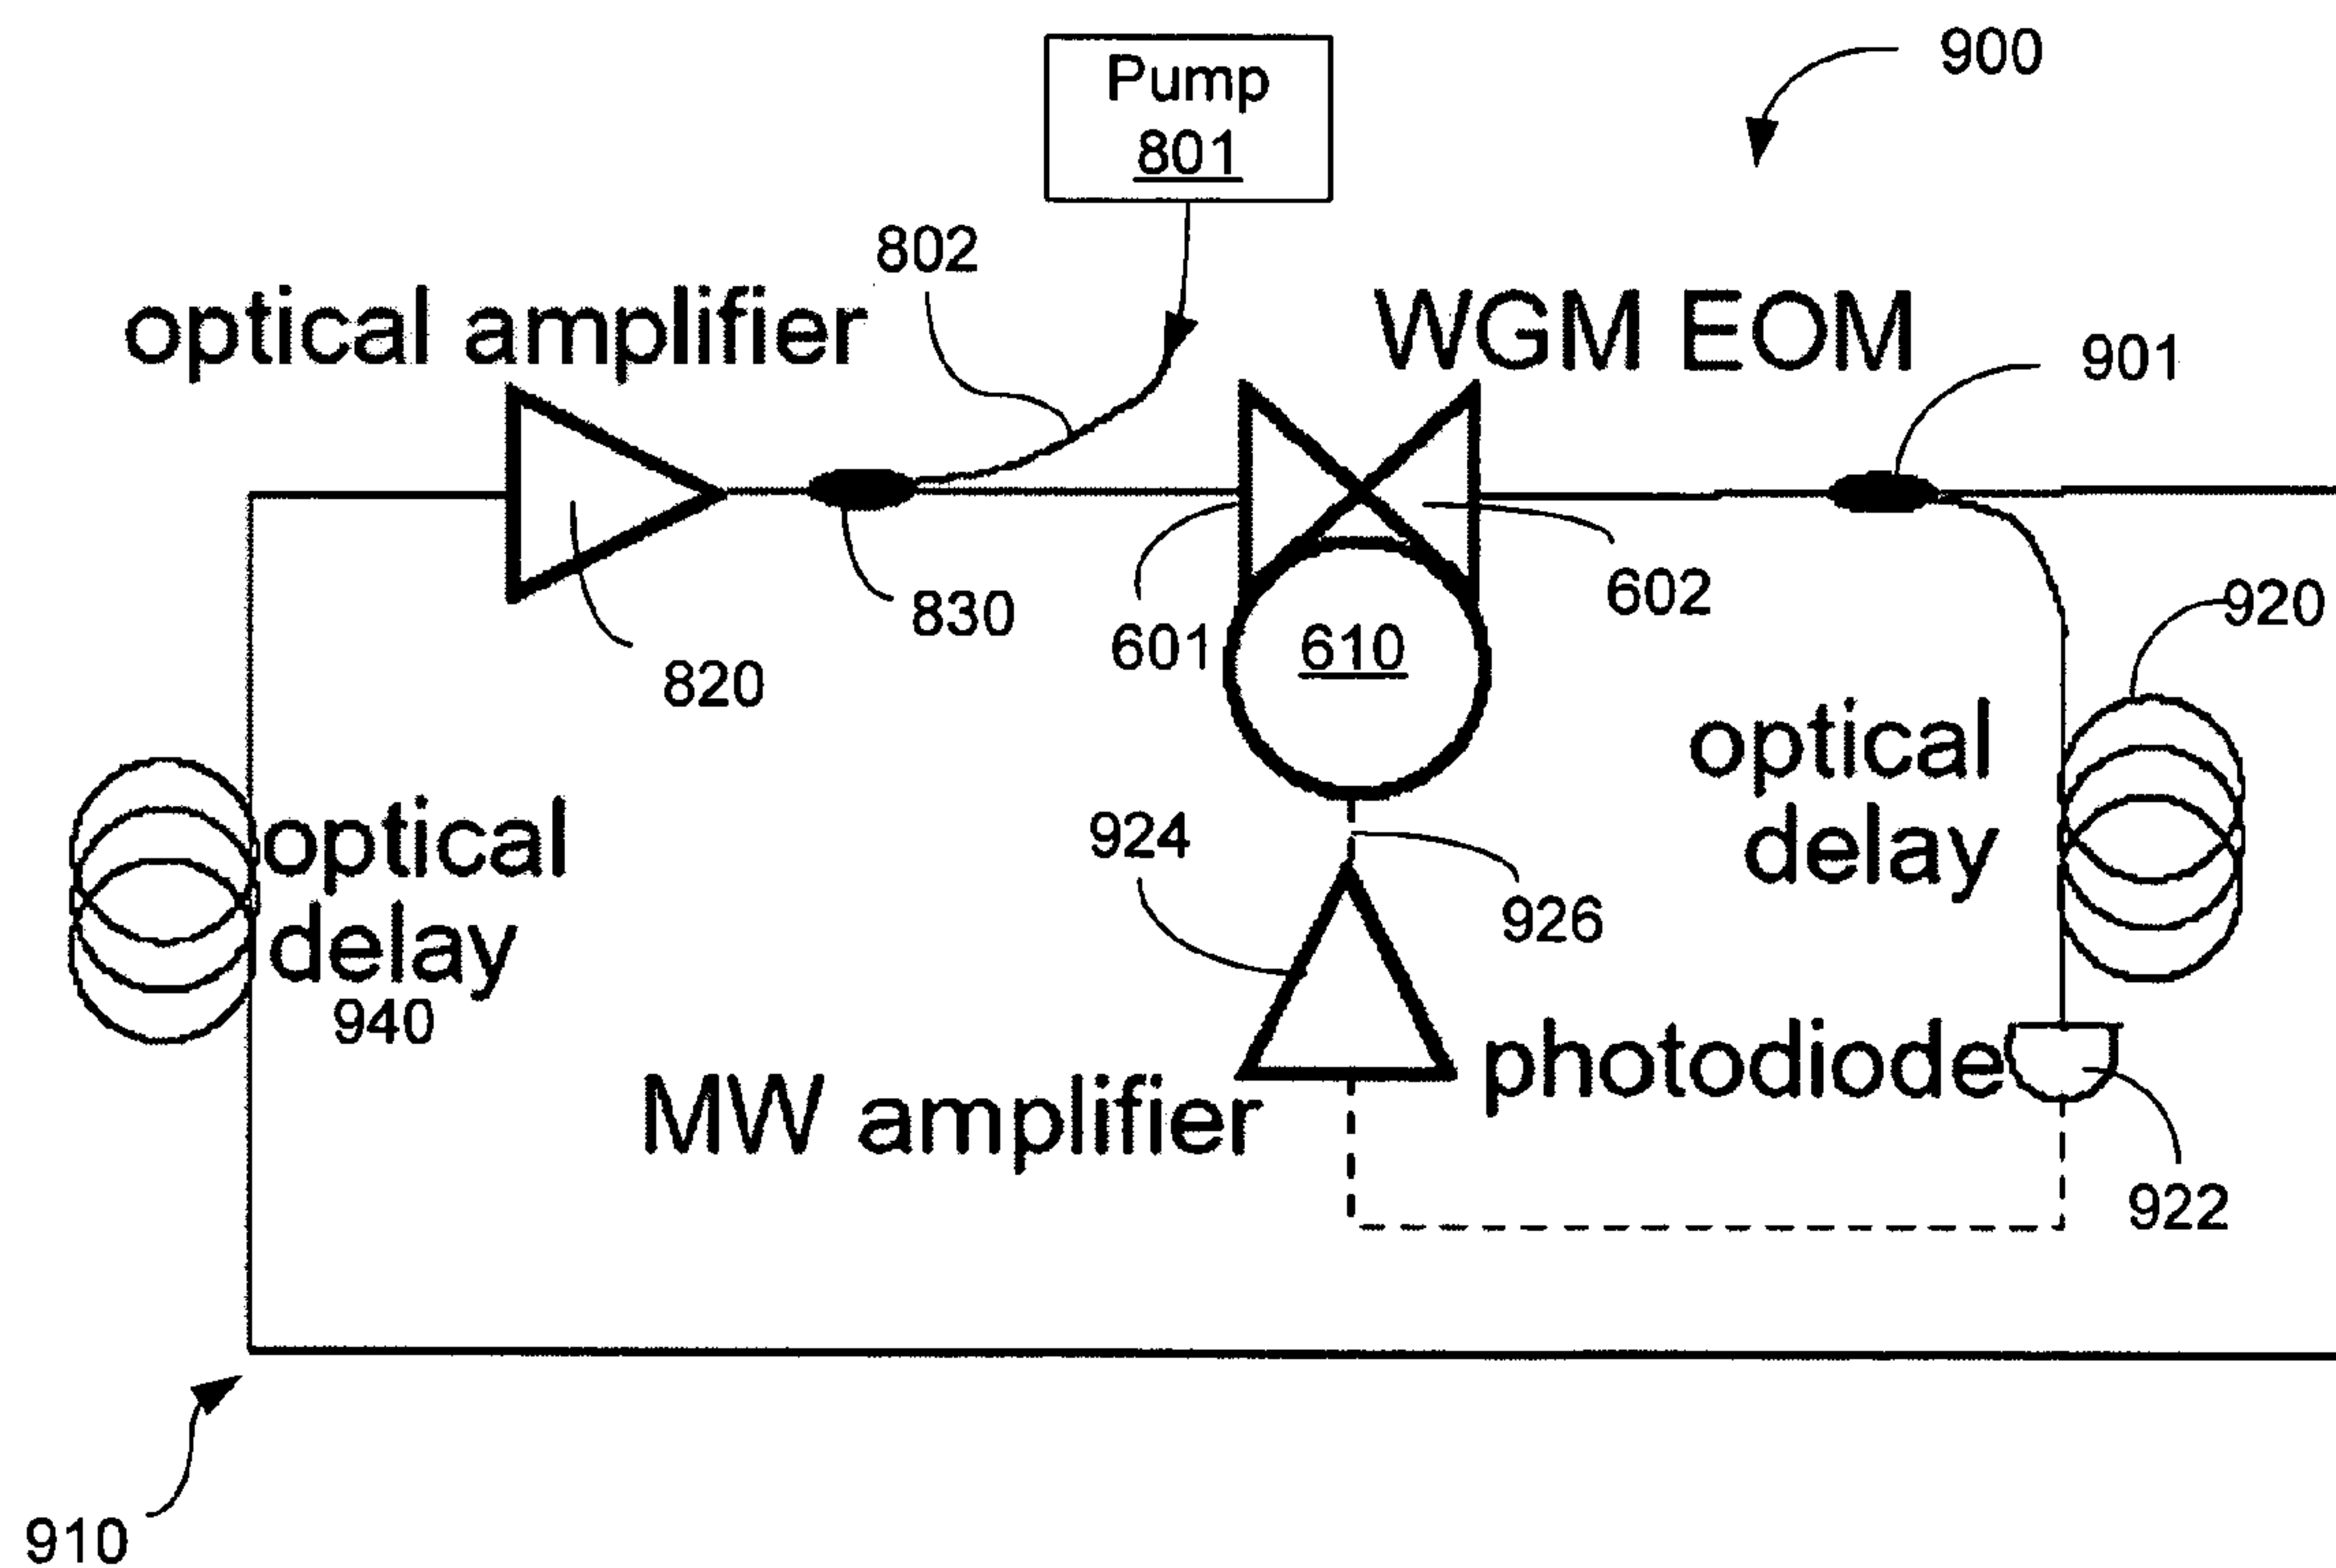 900
Pump
801
802
optical amplifier
WGM EOM
901
830
820
601
602
610
920
optical
delay
optical
delay
940
924
926
MW amplifier
photodiode
922
910